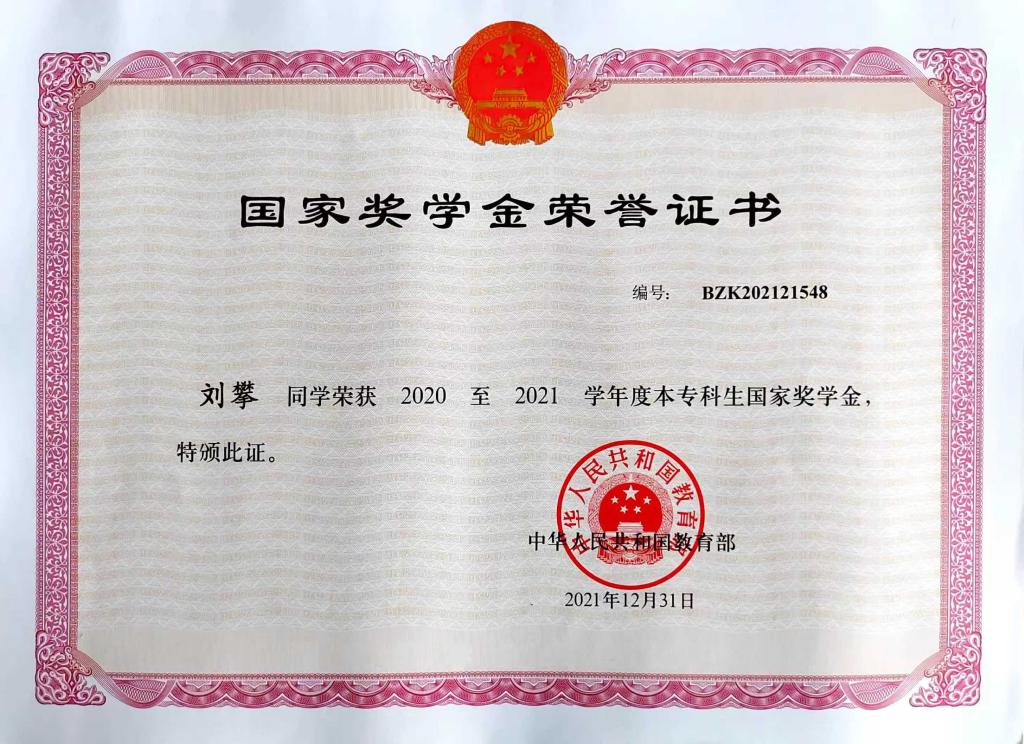 国家奖学金荣誉证书
编号： BZK202121548
刘攀 同学荣获 2020 至 2021 学年度本专科生国家奖学金，
特颁此证。
中华人民共和国教育部
中华人民共和国教育部
2021年12月31日